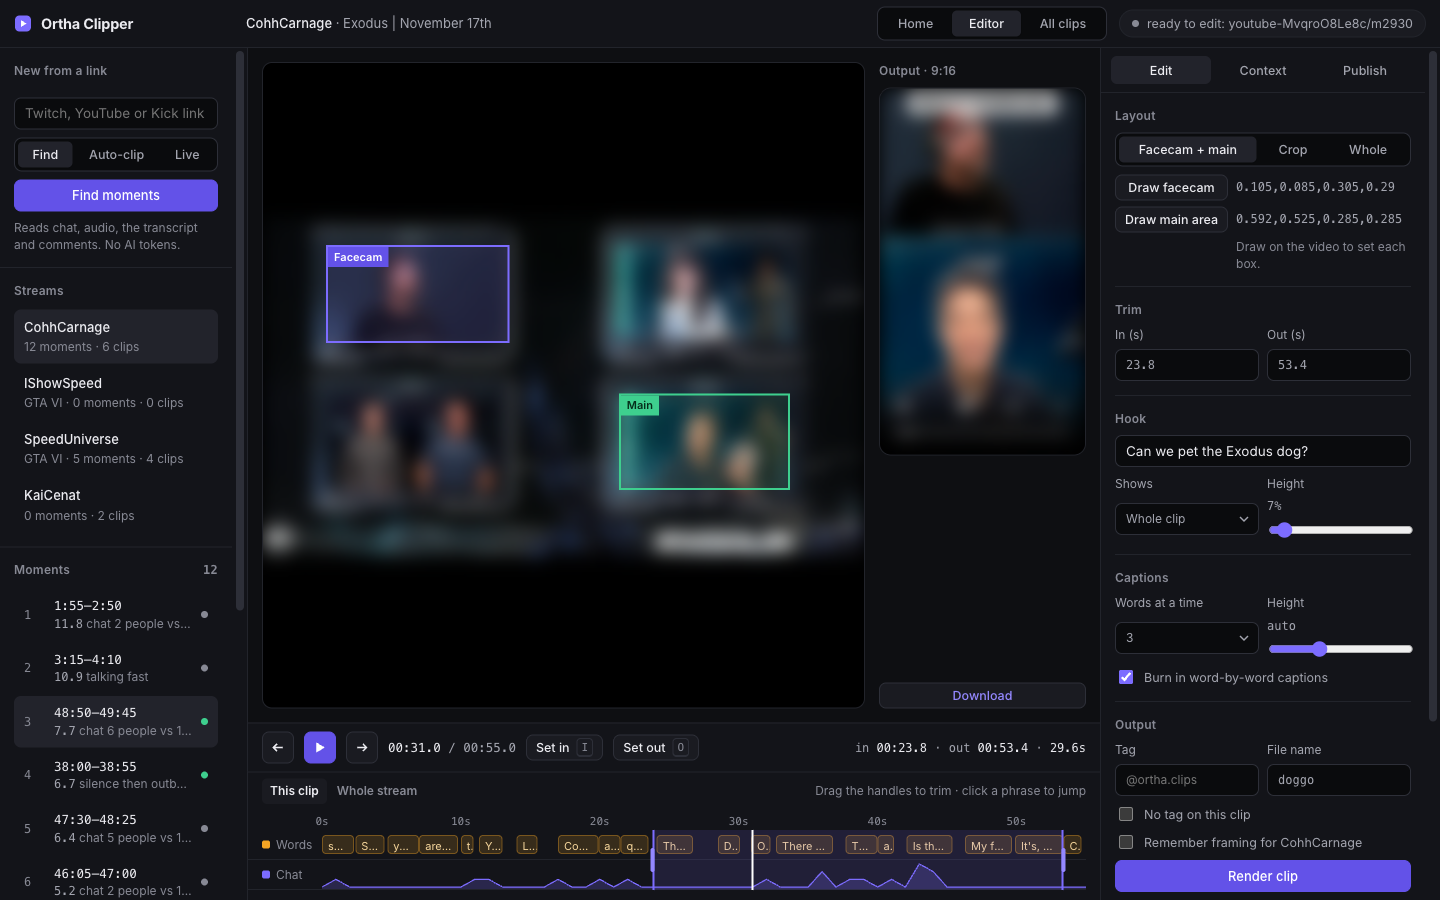 Ortha Clipper
CohhCarnage · Exodus | November 17th
Home
Editor
All clips
ready to edit: youtube-MvqroO8Le8c/m2930
New from a link
Twitch, YouTube or Kick link
Find
Auto-clip
Live
Find moments
Reads chat, audio, the transcript
and comments. No AI tokens.
Streams
CohhCarnage
12 moments · 6 clips
IShowSpeed
GTA VI · 0 moments · 0 clips
SpeedUniverse
GTA VI · 5 moments · 4 clips
KaiCenat
0 moments · 2 clips
Moments 12
1
1:55–2:50
11.8 chat 2 people vs...
2
3:15–4:10
10.9 talking fast
3
48:50–49:45
7.7 chat 6 people vs 1...
4
38:00–38:55
6.7 silence then outb...
5
47:30–48:25
6.4 chat 5 people vs 1...
6
46:05–47:00
5.2 chat 2 people vs 1...
Facecam
Main
Output · 9:16
Download
00:31.0 / 00:55.0
Set in I
Set out O
in 00:23.8 · out 00:53.4 · 29.6s
This clip
Whole stream
Drag the handles to trim · click a phrase to jump
0s 10s 20s 30s 40s 50s
Words
s... S... y... are... t. Y... L... Co... a... q... Th... D.. O. There ... T... a. Is th... My f... It's, ... C.
Chat
Edit
Context
Publish
Layout
Facecam + main
Crop
Whole
Draw facecam
0.105,0.085,0.305,0.29
Draw main area
0.592,0.525,0.285,0.285
Draw on the video to set each
box.
Trim
In (s)
Out (s)
23.8
53.4
Hook
Can we pet the Exodus dog?
Shows
Height
7%
Whole clip
Captions
Words at a time
Height
auto
3
Burn in word-by-word captions
Output
Tag
File name
@ortha.clips
doggo
No tag on this clip
Remember framing for CohhCarnage
Render clip